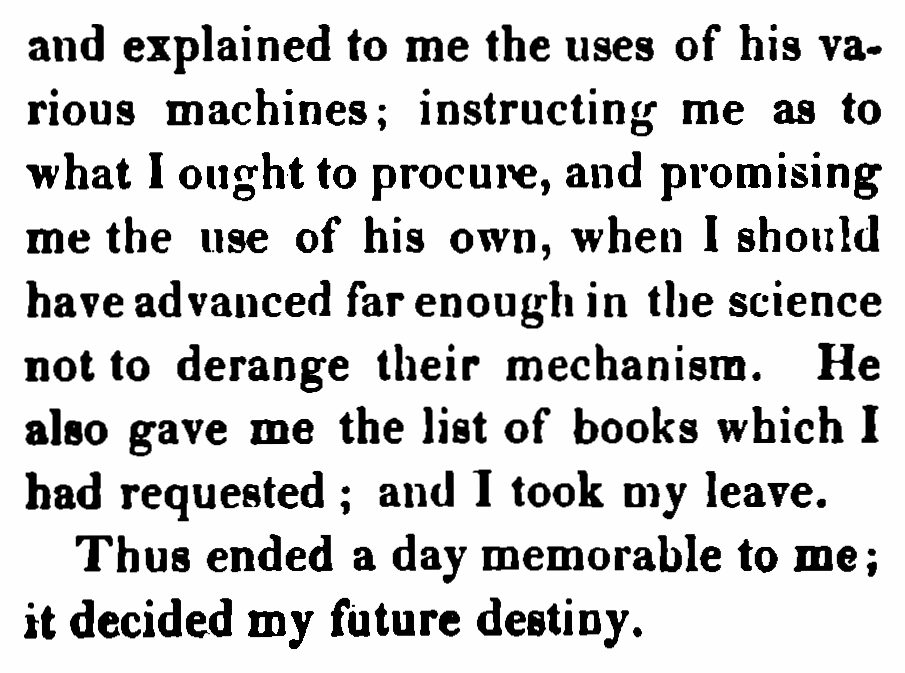 and explained to me the uses of his va-
rious machines; instructing me as to
what I ought to procure, and promising
me the use of his own, when I should
have advanced far enough in the science
not to derange their mechanism. He
also gave me the list of books which I
had requested; and I took my leave.
Thus ended a day memorable to me;
it decided my future destiny.